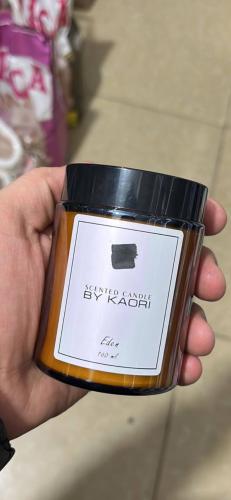 SCENTED CANDLE
BY KAORI
Eden
160 ml